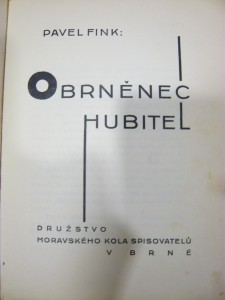 PAVEL FINK:
OBRNĚNEC
HUBITEL
DRUŽSTVO
MORAVSKÉHO KOLA SPISOVATELŮ
V BRNĚ